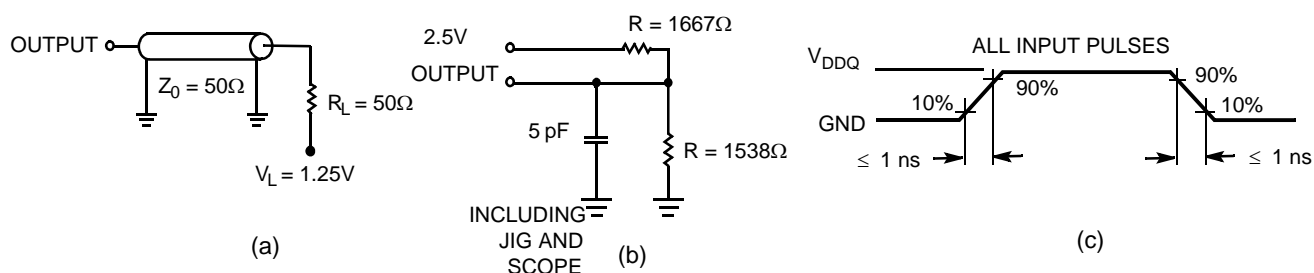 OUTPUT
Z0 = 50Ω
RL = 50Ω
VL = 1.25V
(a)
R = 1667Ω
2.5V
OUTPUT
5 pF
R = 1538Ω
INCLUDING
JIG AND
SCOPE
(b)
ALL INPUT PULSES
VDDQ
90%
90%
10%
10%
GND
≤ 1 ns
≤ 1 ns
(c)